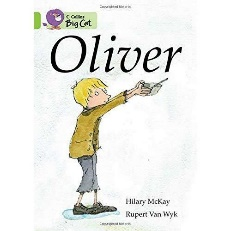 Collins
Big Cat
Oliver
Hilary McKay
Rupert Van Wyk